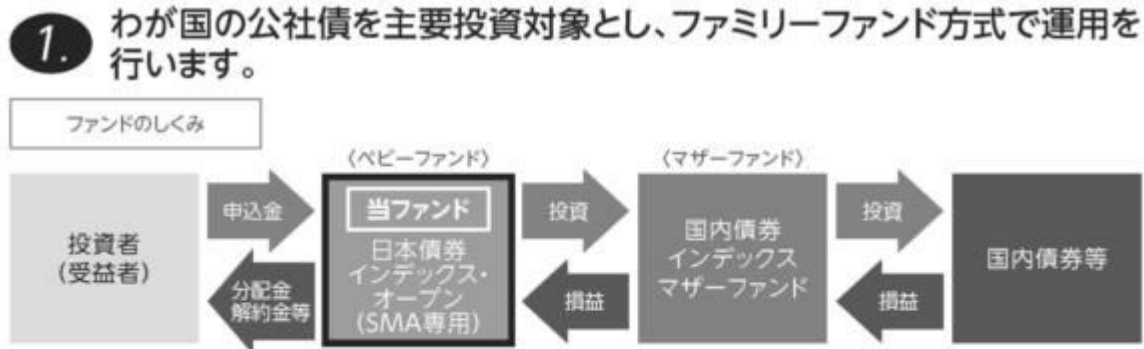 1. わが国の公社債を主要投資対象とし、ファミリーファンド方式で運用を
行います。
ファンドのしくみ
〈ベビーファンド〉
〈マザーファンド〉
投資者
(受益者)
申込金
分配金
解約金等
当ファンド
日本債券
インデックス・
オープン
(SMA専用)
投資
損益
国内債券
インデックス
マザーファンド
投資
損益
国内債券等